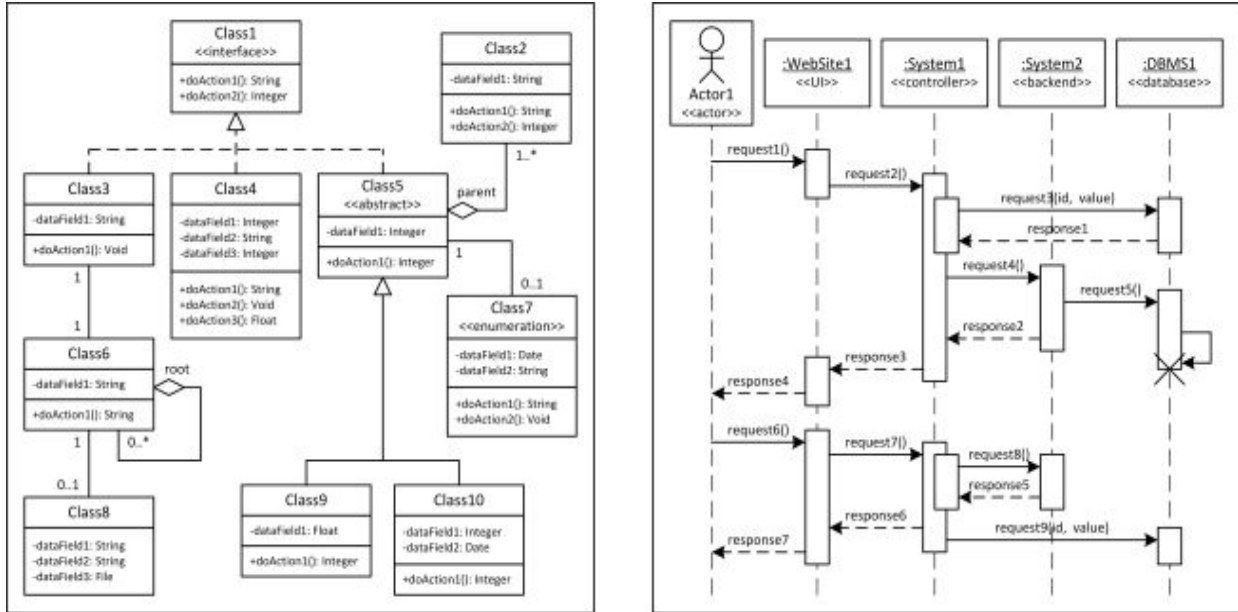 Class1
<<interface>>
+doAction1(): String
+doAction2(): Integer
Class2
-dataField1: String
+doAction1(): String
+doAction2(): Integer
1..*
parent
Class3
-dataField1: String
+doAction1(): Void
1
1
Class4
-dataField1: Integer
-dataField2: String
-dataField3: Integer
+doAction1(): String
+doAction2(): Void
+doAction3(): Float
Class5
<<abstract>>
-dataField1: Integer
+doAction1(): Integer
1
0..1
Class7
<<enumeration>>
-dataField1: Date
-dataField2: String
+doAction1(): String
+doAction2(): Void
Class6
-dataField1: String
+doAction1(): String
root
0..*
1
0..1
Class8
-dataField1: String
-dataField2: String
-dataField3: File
Class9
-dataField1: Float
+doAction1(): Integer
Class10
-dataField1: Integer
-dataField2: Date
+doAction1(): Integer
Actor1
<<actor>>
:WebSite1
<<UI>>
:System1
<<controller>>
:System2
<<backend>>
:DBMS1
<<database>>
request1()
request2()
request3(id, value)
response1
request4()
request5()
response2
response3
response4
request6()
request7()
request8()
response5
response6
request9(id, value)
response7